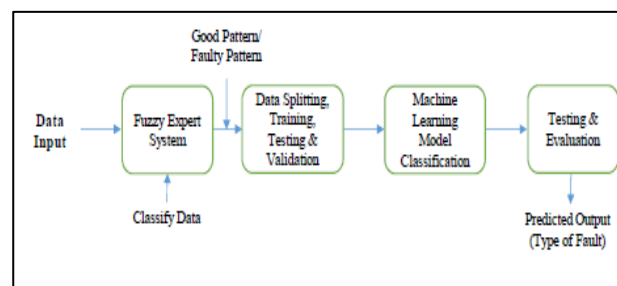 Good Pattern/
Faulty Pattern
Data
Input
Fuzzy Expert
System
Data Splitting,
Training,
Testing &
Validation
Machine
Learning
Model
Classification
Testing &
Evaluation
Classify Data
Predicted Output
(Type of Fault)